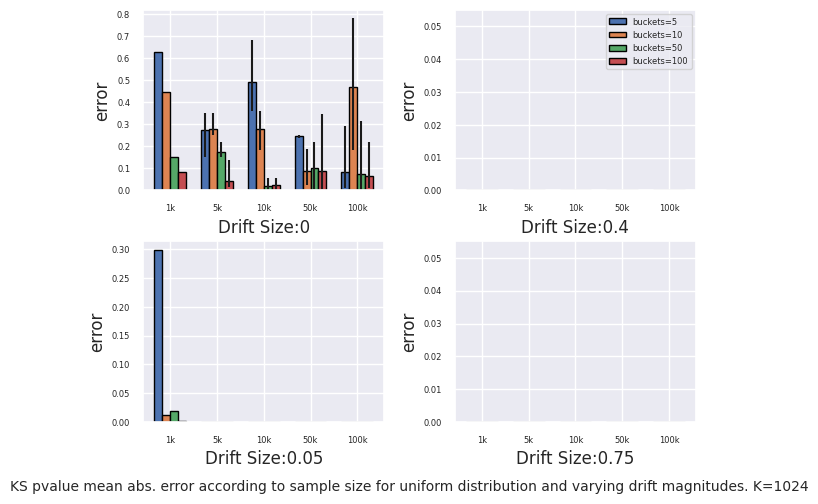 0.8
0.7
0.6
0.5
0.4
0.3
0.2
0.1
0.0
error
1k 5k 10k 50k 100k
Drift Size:0
0.05
0.04
0.03
0.02
0.01
0.00
error
buckets=5
buckets=10
buckets=50
buckets=100
1k 5k 10k 50k 100k
Drift Size:0.4
0.30
0.25
0.20
0.15
0.10
0.05
0.00
error
1k 5k 10k 50k 100k
Drift Size:0.05
0.05
0.04
0.03
0.02
0.01
0.00
error
1k 5k 10k 50k 100k
Drift Size:0.75
KS pvalue mean abs. error according to sample size for uniform distribution and varying drift magnitudes. K=1024